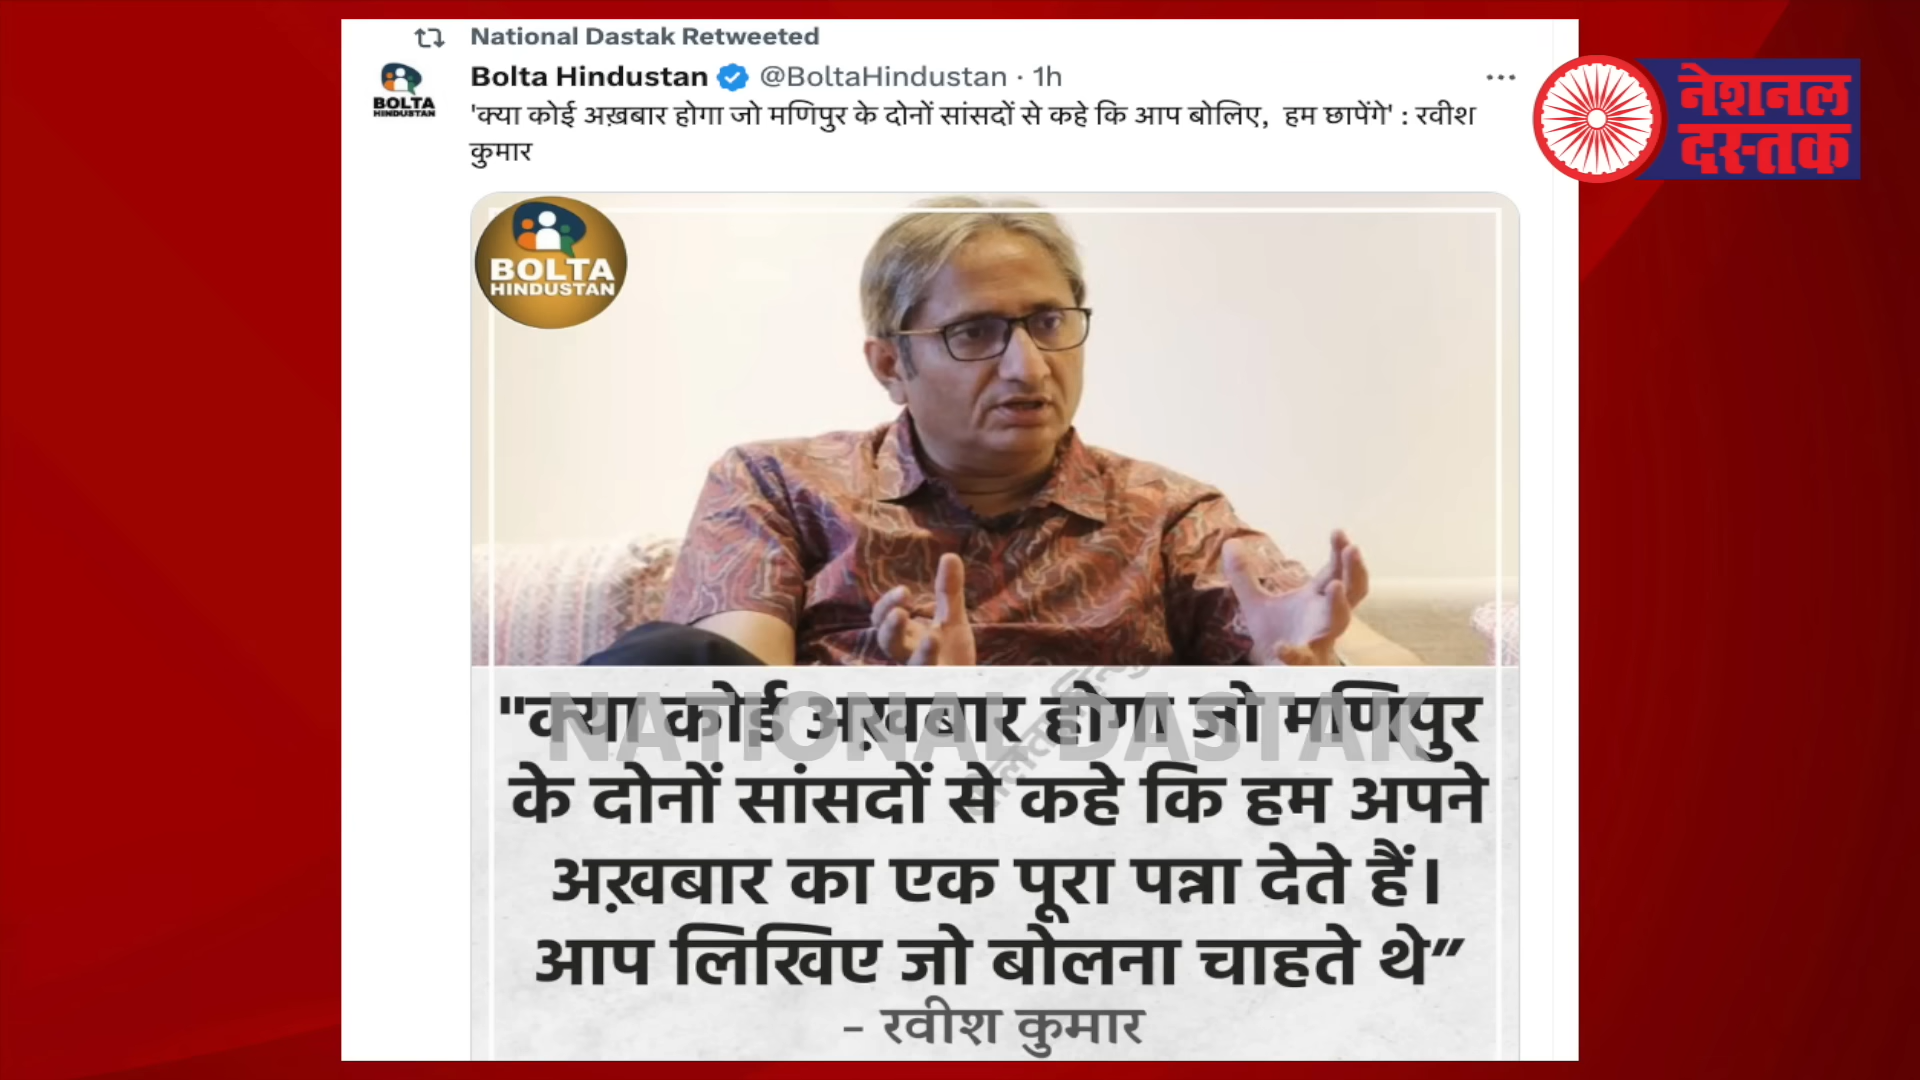 National Dastak Retweeted
Bolta Hindustan @BoltaHindustan · 1h
'क्या कोई अख़बार होगा जो मणिपुर के दोनों सांसदों से कहे कि आप बोलिए, हम छापेंगे' : रवीश
कुमार
BOLTA
HINDUSTAN
नेशनल
दस्तक
BOLTA
HINDUSTAN
"क्या कोई अख़बार होगा जो मणिपुर
NATIONAL DASTAK
के दोनों सांसदों से कहे कि हम अपने
अख़बार का एक पूरा पन्ना देते हैं।
आप लिखिए जो बोलना चाहते थे”
- रवीश कुमार